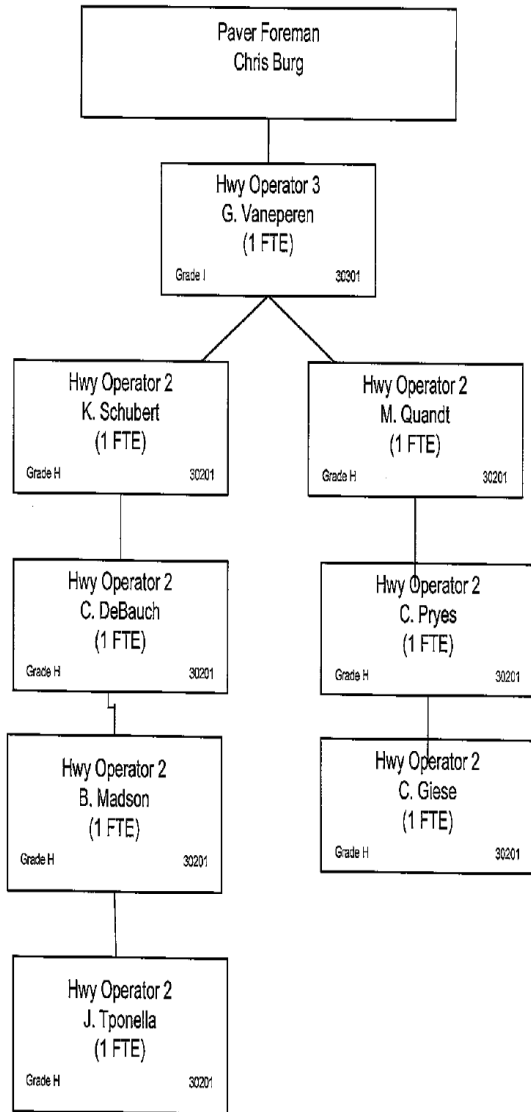 Paver Foreman
Chris Burg
Hwy Operator 3
G. Vaneperen
(1 FTE)
Grade I 30301
Hwy Operator 2
K. Schubert
(1 FTE)
Grade H 30201
Hwy Operator 2
M. Quandt
(1 FTE)
Grade H 30201
Hwy Operator 2
C. DeBauch
(1 FTE)
Grade H 30201
Hwy Operator 2
C. Pryes
(1 FTE)
Grade H 30201
Hwy Operator 2
B. Madson
(1 FTE)
Grade H 30201
Hwy Operator 2
C. Giese
(1 FTE)
Grade H 30201
Hwy Operator 2
J. Tponella
(1 FTE)
Grade H 30201